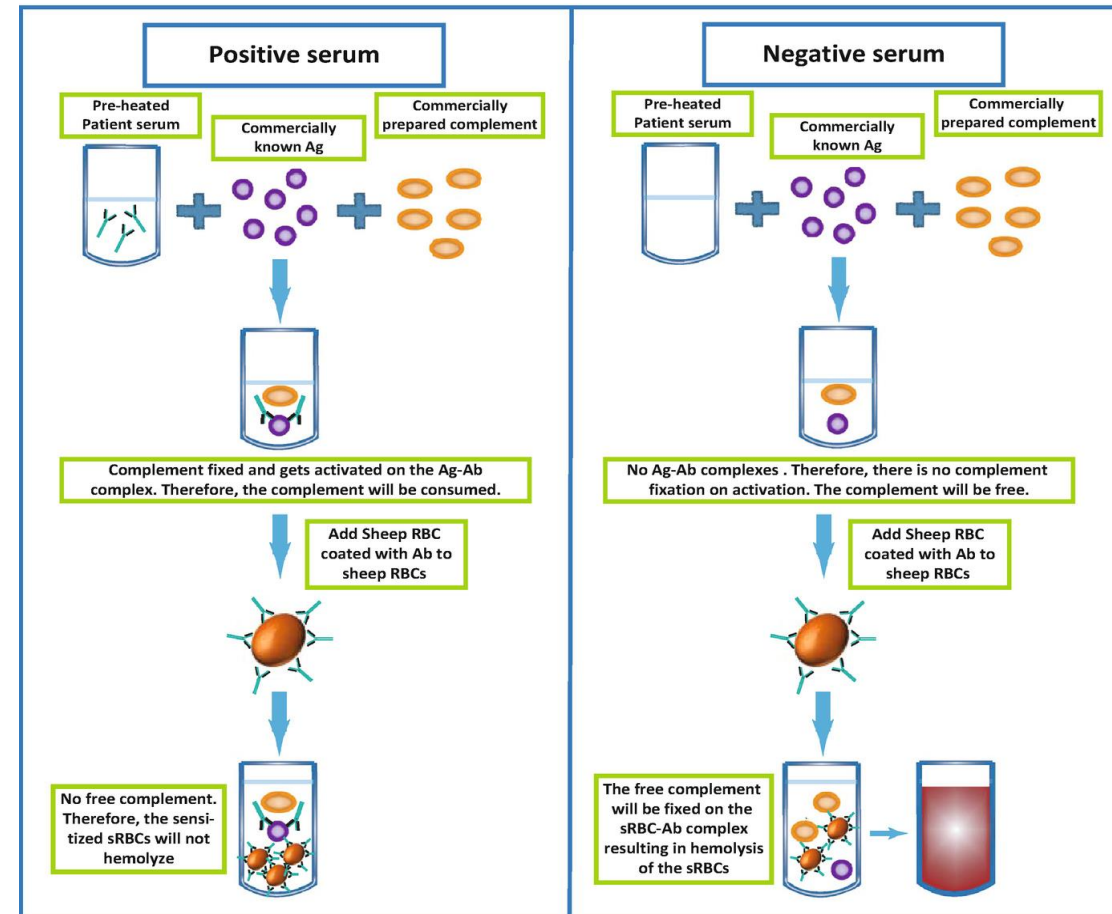 Positive serum
Pre-heated
Patient serum
Commercially
known Ag
Commercially
prepared complement
Complement fixed and gets activated on the Ag-Ab
complex. Therefore, the complement will be consumed.
Add Sheep RBC
coated with Ab to
sheep RBCs
No free complement.
Therefore, the sensi-
tized sRBCs will not
hemolyze
Negative serum
Pre-heated
Patient serum
Commercially
known Ag
Commercially
prepared complement
No Ag-Ab complexes . Therefore, there is no complement
fixation on activation. The complement will be free.
Add Sheep RBC
coated with Ab to
sheep RBCs
The free complement
will be fixed on the
sRBC-Ab complex
resulting in hemolysis
of the sRBCs